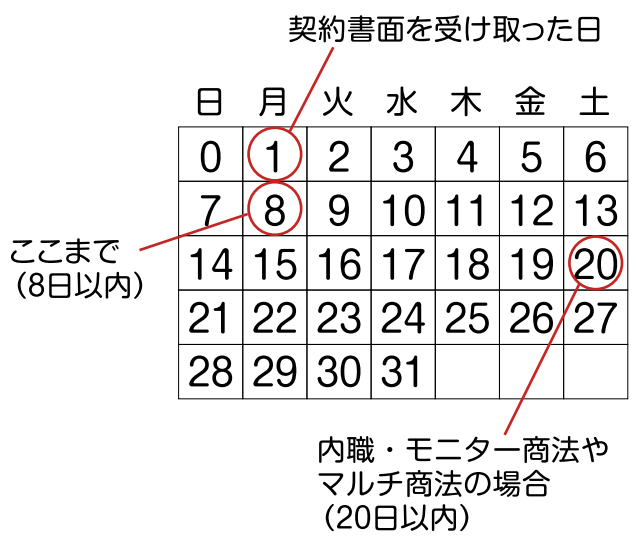 契約書面を受け取った日
日 月 火 水 木 金 土
0 1 2 3 4 5 6
7 8 9 10 11 12 13
ここまで
（8日以内）
14 15 16 17 18 19 20
21 22 23 24 25 26 27
28 29 30 31
内職・モニター商法や
マルチ商法の場合
（20日以内）